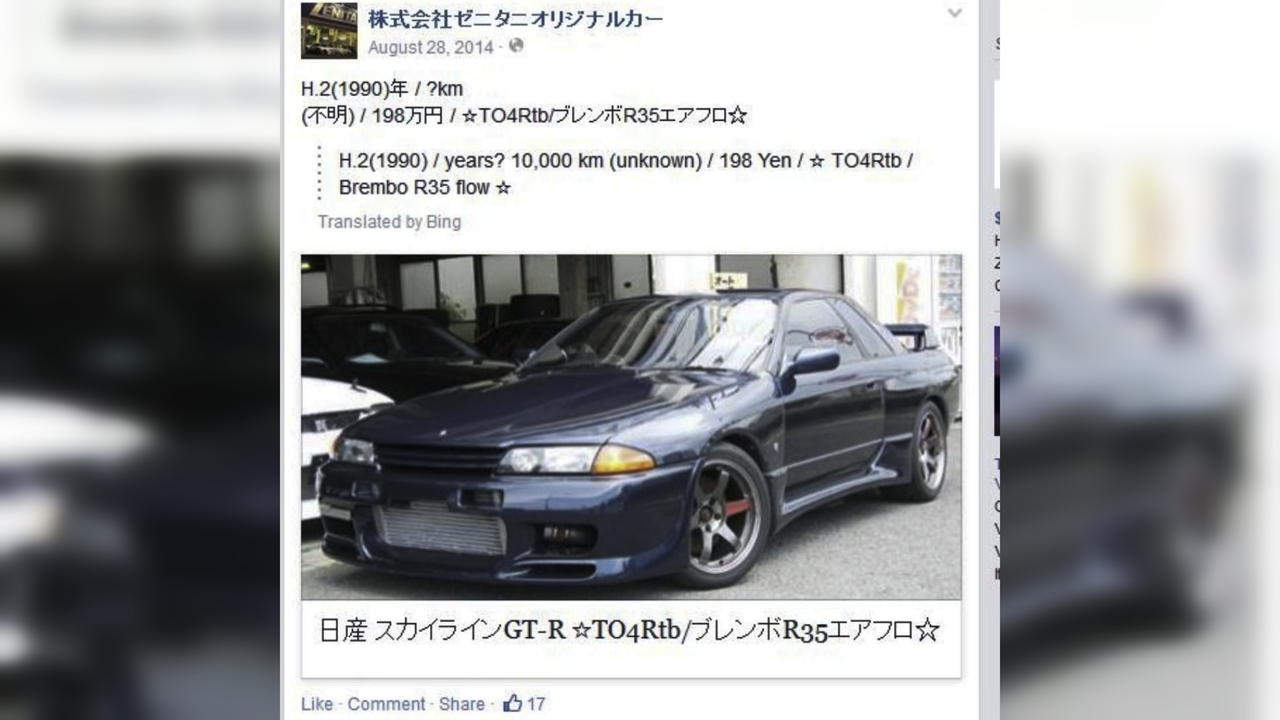 株式会社ゼニタニオリジナルカー
August 28, 2014 ·
H.2(1990)年 / ?km
(不明) / 198万円 / ☆TO4Rtb/ブレンボR35エアフロ☆
H.2(1990) / years? 10,000 km (unknown) / 198 Yen / ☆ TO4Rtb /
Brembo R35 flow ☆
Translated by Bing
オート
日産 スカイラインGT-R ☆TO4Rtb/ブレンボR35エアフロ☆
Like · Comment · Share · 17